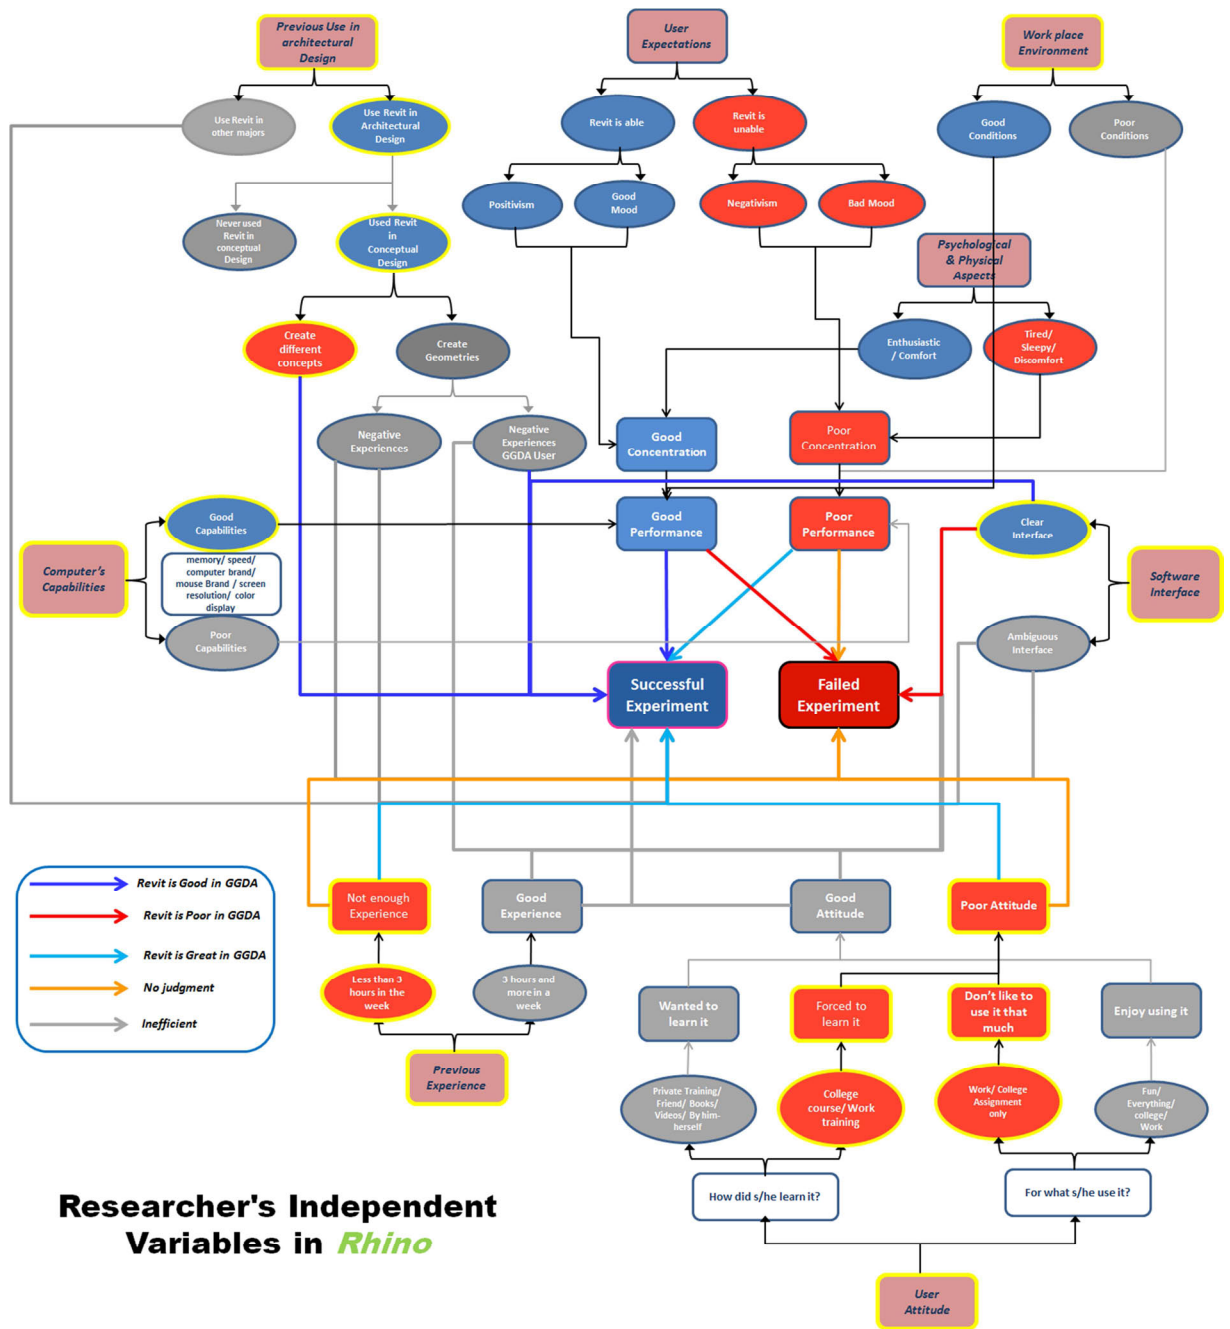 Previous Use in
architectural
Design
User
Expectations
Work place
Environment
Use Revit in
other majors
Use Revit in
Architectural
Design
Revit is able
Revit is
unable
Good
Conditions
Poor
Conditions
Never used
Revit in
conceptual
Design
Used Revit
in
Conceptual
Design
Positivism
Good
Mood
Negativism
Bad Mood
Psychological
& Physical
Aspects
Create
different
concepts
Create
Geometries
Enthusiastic
/ Comfort
Tired/
Sleepy/
Discomfort
Negative
Experiences
Negative
Experiences
GGDA User
Good
Concentration
Poor
Concentration
Good
Capabilities
Good
Performance
Poor
Performance
Clear
Interface
Computer's
Capabilities
memory/ speed/
computer brand/
mouse Brand / screen
resolution/ color
display
Software
Interface
Poor
Capabilities
Ambiguous
Interface
Successful
Experiment
Failed
Experiment
Revit is Good in GGDA
Revit is Poor in GGDA
Revit is Great in GGDA
No judgment
Inefficient
Not enough
Experience
Good
Experience
Good
Attitude
Poor Attitude
Less than 3
hours in the
week
3 hours and
more in a
week
Wanted to
learn it
Forced to
learn it
Don't like to
use it that
much
Enjoy using it
Previous
Experience
Private Training/
Friend/ Books/
Videos/ By him-
herself
College
course/ Work
training
Work/ College
Assignment
only
Fun/
Everything/
college/
Work
How did s/he learn it?
For what s/he use it?
Researcher's Independent
Variables in Rhino
User
Attitude